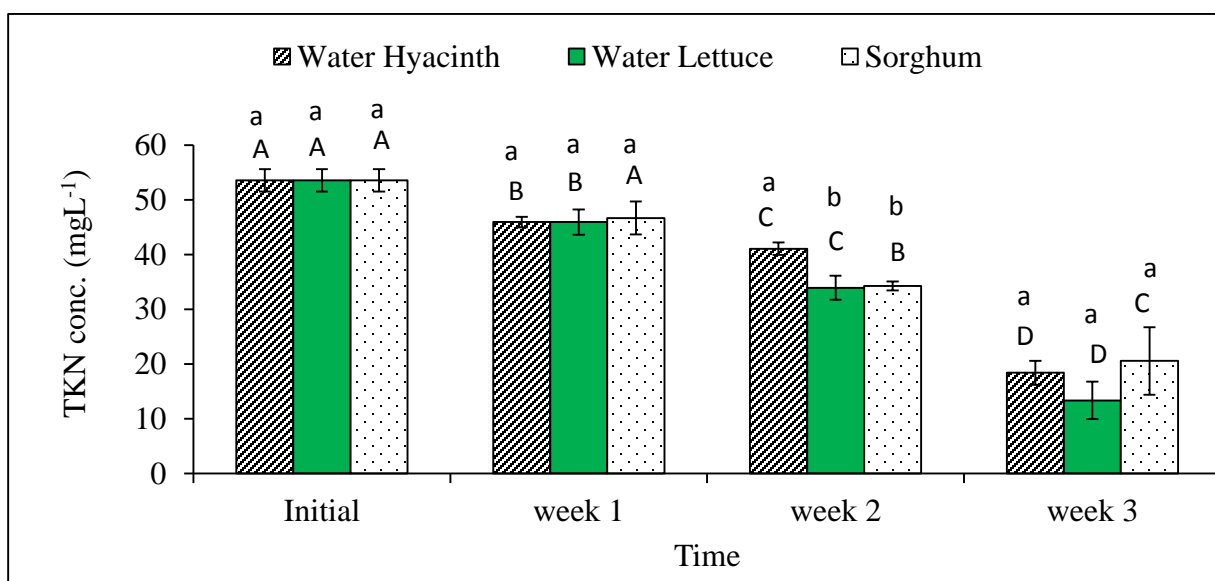 Water Hyacinth Water Lettuce Sorghum
a a a
A A A
a a a
B B A
a b b
C C B
a a a
D D C
TKN conc. (mgL⁻¹)
60
50
40
30
20
10
0
Initial week 1 week 2 week 3
Time